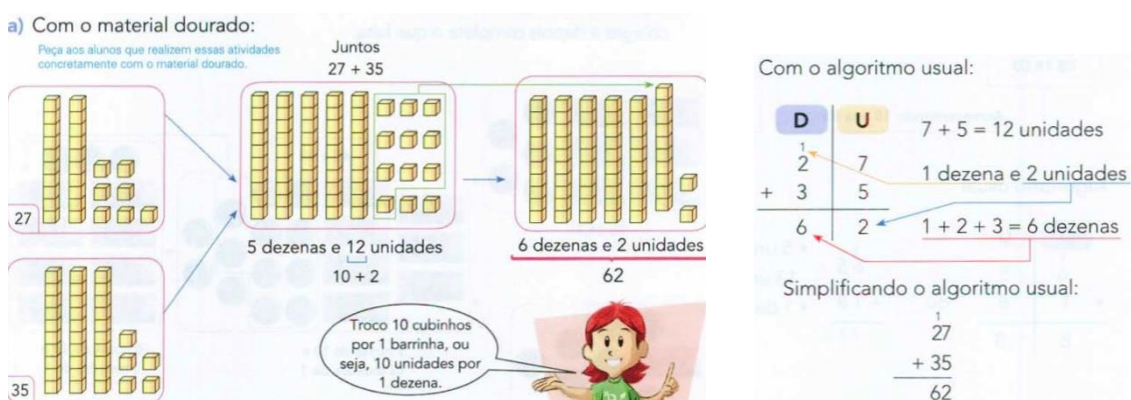 a) Com o material dourado:
Peça aos alunos que realizem essas atividades
concretamente com o material dourado.
27
35
Juntos
27 + 35
5 dezenas e 12 unidades
10 + 2
6 dezenas e 2 unidades
62
Troco 10 cubinhos
por 1 barrinha, ou
seja, 10 unidades por
1 dezena.
Com o algoritmo usual:
D U
1
2 7
+ 3 5
6 2
7 + 5 = 12 unidades
1 dezena e 2 unidades
1 + 2 + 3 = 6 dezenas
Simplificando o algoritmo usual:
1
27
+ 35
62